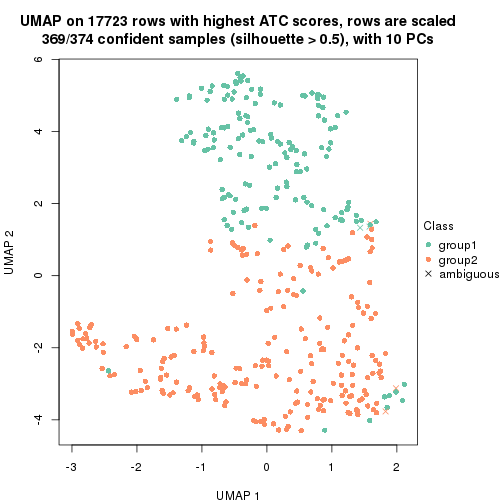 UMAP on 17723 rows with highest ATC scores, rows are scaled
369/374 confident samples (silhouette > 0.5), with 10 PCs
6
4
2
0
-2
-4
UMAP 2
-3
-2
-1
0
1
2
UMAP 1
Class
group1
group2
ambiguous